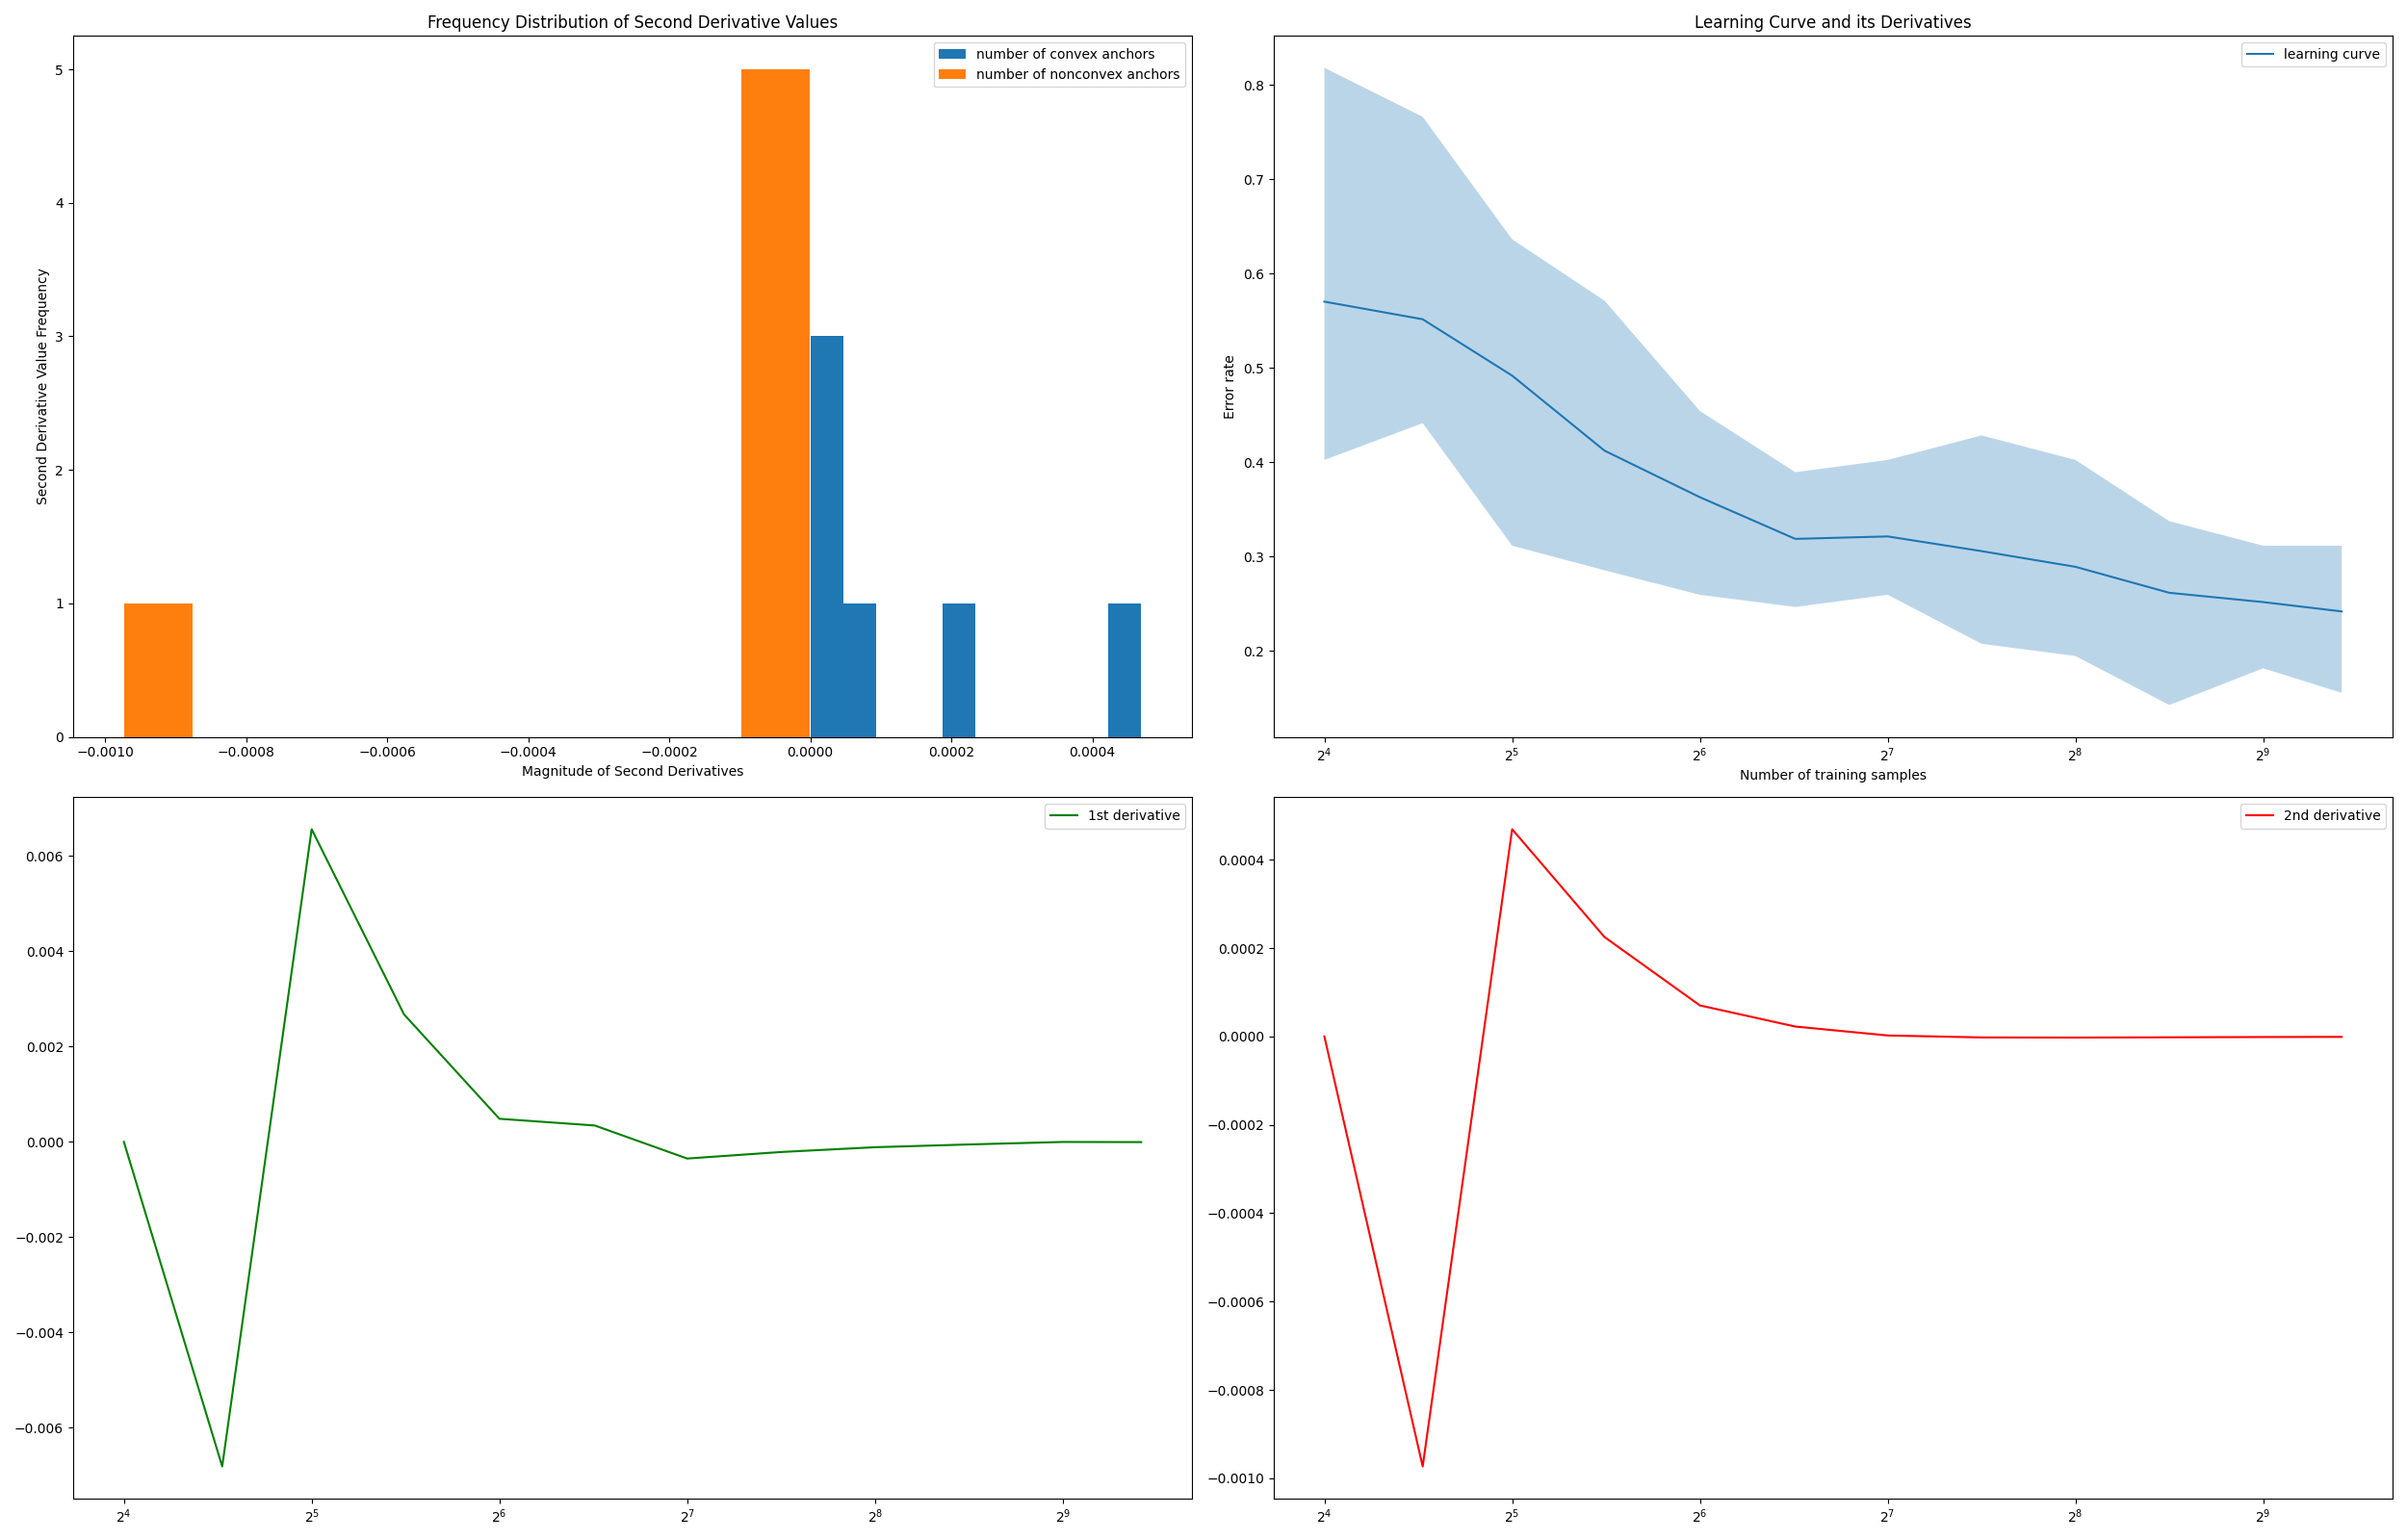 Frequency Distribution of Second Derivative Values
number of convex anchors
number of nonconvex anchors
Second Derivative Value Frequency
5
4
3
2
1
0
−0.0010 −0.0008 −0.0006 −0.0004 −0.0002 0.0000 0.0002 0.0004
Magnitude of Second Derivatives
Learning Curve and its Derivatives
learning curve
Error rate
0.8
0.7
0.6
0.5
0.4
0.3
0.2
2⁴ 2⁵ 2⁶ 2⁷ 2⁸ 2⁹
Number of training samples
1st derivative
0.006
0.004
0.002
0.000
−0.002
−0.004
−0.006
2⁴ 2⁵ 2⁶ 2⁷ 2⁸ 2⁹
2nd derivative
0.0004
0.0002
0.0000
−0.0002
−0.0004
−0.0006
−0.0008
−0.0010
2⁴ 2⁵ 2⁶ 2⁷ 2⁸ 2⁹